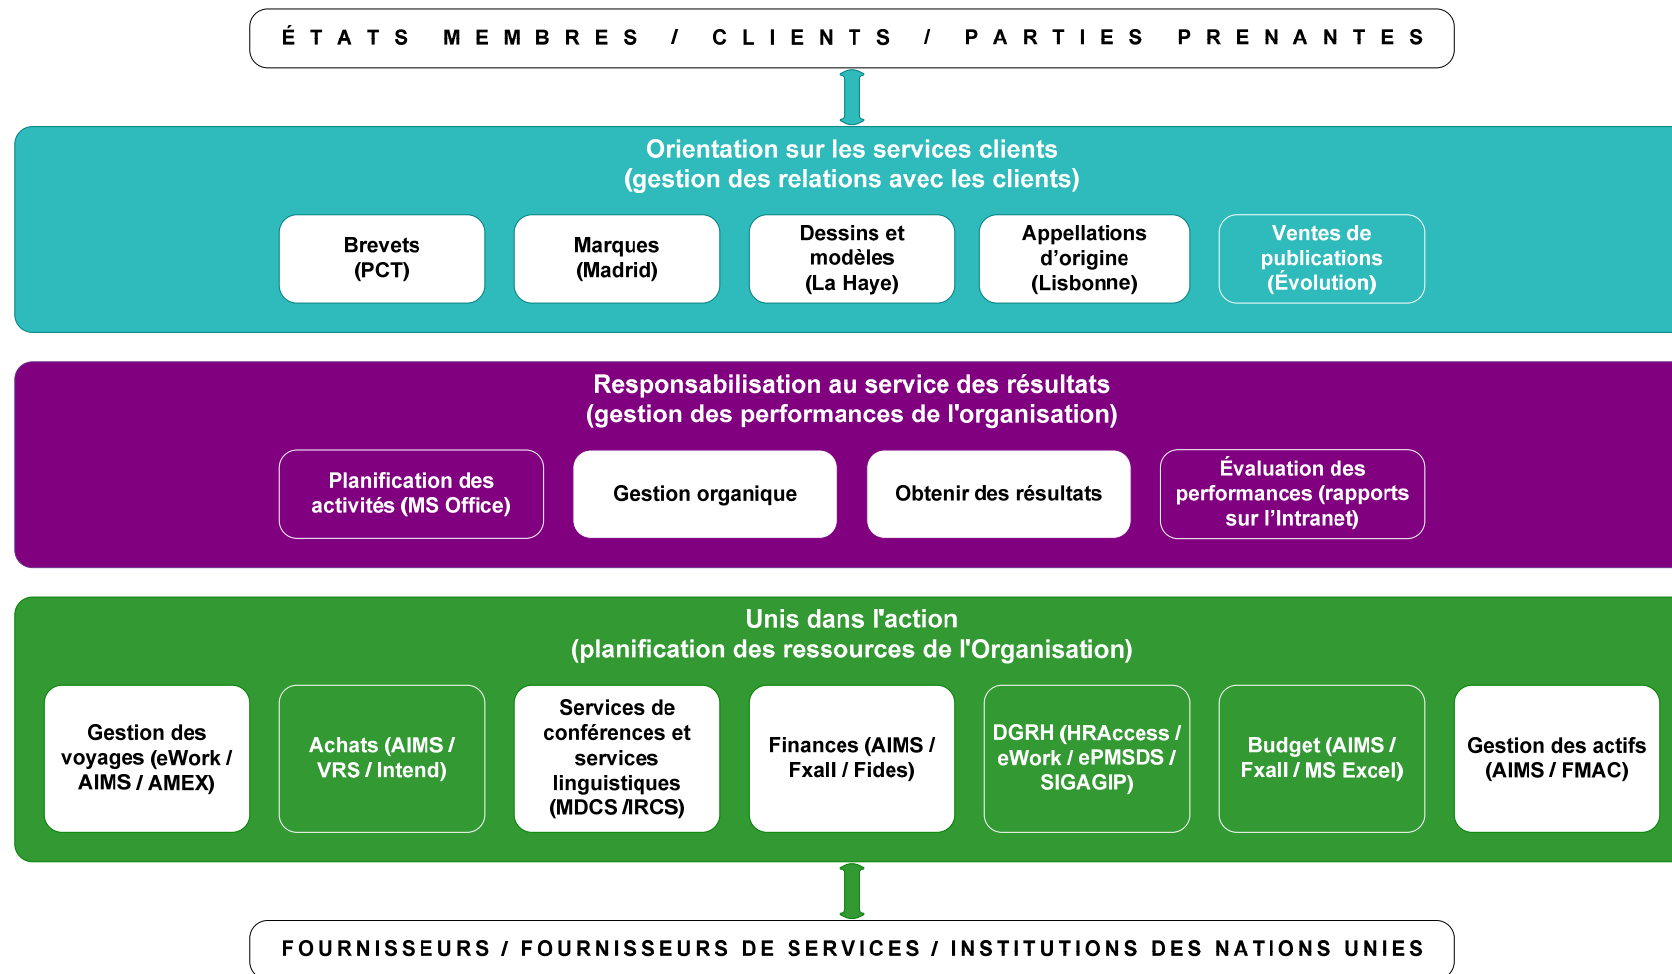 ÉTATS MEMBRES / CLIENTS / PARTIES PRENANTES
Orientation sur les services clients
(gestion des relations avec les clients)
Brevets
(PCT)
Marques
(Madrid)
Dessins et
modèles
(La Haye)
Appellations
d'origine
(Lisbonne)
Ventes de
publications
(Évolution)
Responsabilisation au service des résultats
(gestion des performances de l'organisation)
Planification des
activités (MS Office)
Gestion organique
Obtenir des résultats
Évaluation des
performances (rapports
sur l'Intranet)
Unis dans l'action
(planification des ressources de l'Organisation)
Gestion des
voyages (eWork /
AIMS / AMEX)
Achats (AIMS /
VRS / Intend)
Services de
conférences et
services
linguistiques
(MDCS /IRCS)
Finances (AIMS /
Fxall / Fides)
DGRH (HRAccess /
eWork / ePMSDS /
SIGAGIP)
Budget (AIMS /
Fxall / MS Excel)
Gestion des actifs
(AIMS / FMAC)
FOURNISSEURS / FOURNISSEURS DE SERVICES / INSTITUTIONS DES NATIONS UNIES